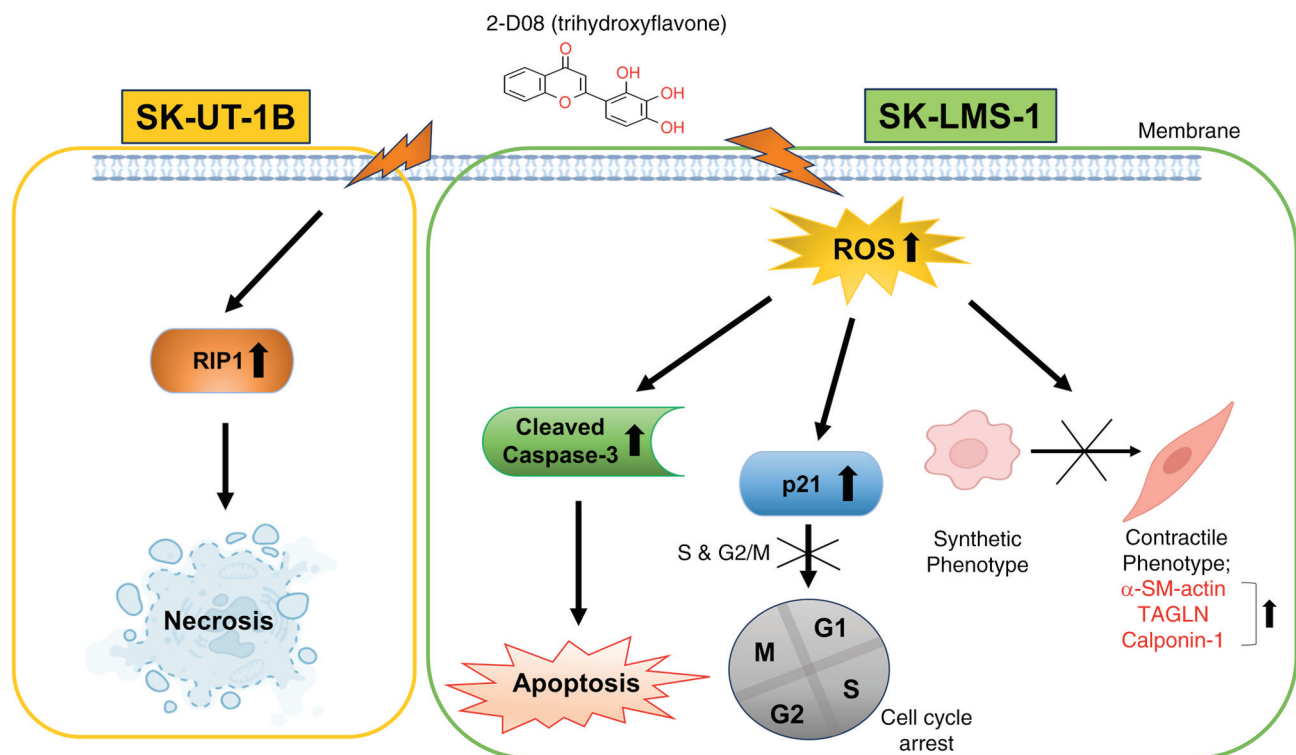 2-D08 (trihydroxyflavone)
O
OH
OH
O
OH
SK-UT-1B
SK-LMS-1
Membrane
ROS
RIP1
Cleaved
Caspase-3
p21
S & G2/M
Synthetic
Phenotype
Contractile
Phenotype;
α-SM-actin
TAGLN
Calponin-1
Necrosis
Apoptosis
G1
M
S
G2
Cell cycle
arrest